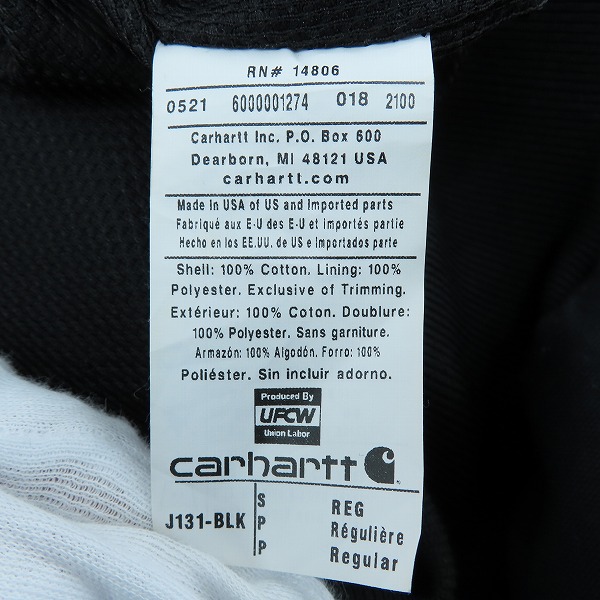 RN# 14806
0521 6000001274 018 2100
Carhartt Inc. P.O. Box 600
Dearborn, MI 48121 USA
carhartt.com
Made in USA of US and Imported parts
Fabriqué aux E-U des E-U et importés partie
Hecho en los EE.UU. de US e importados parte
Shell: 100% Cotton. Lining: 100%
Polyester. Exclusive of Trimming.
Extérieur: 100% Coton. Doublure:
100% Polyester. Sans garniture.
Armazón: 100% Algodón. Forro: 100%
Poliéster. Sin incluir adorno.
Produced By
UFCW
Union Labor
carhartt
J131-BLK
S REG
P Régulière
P Regular